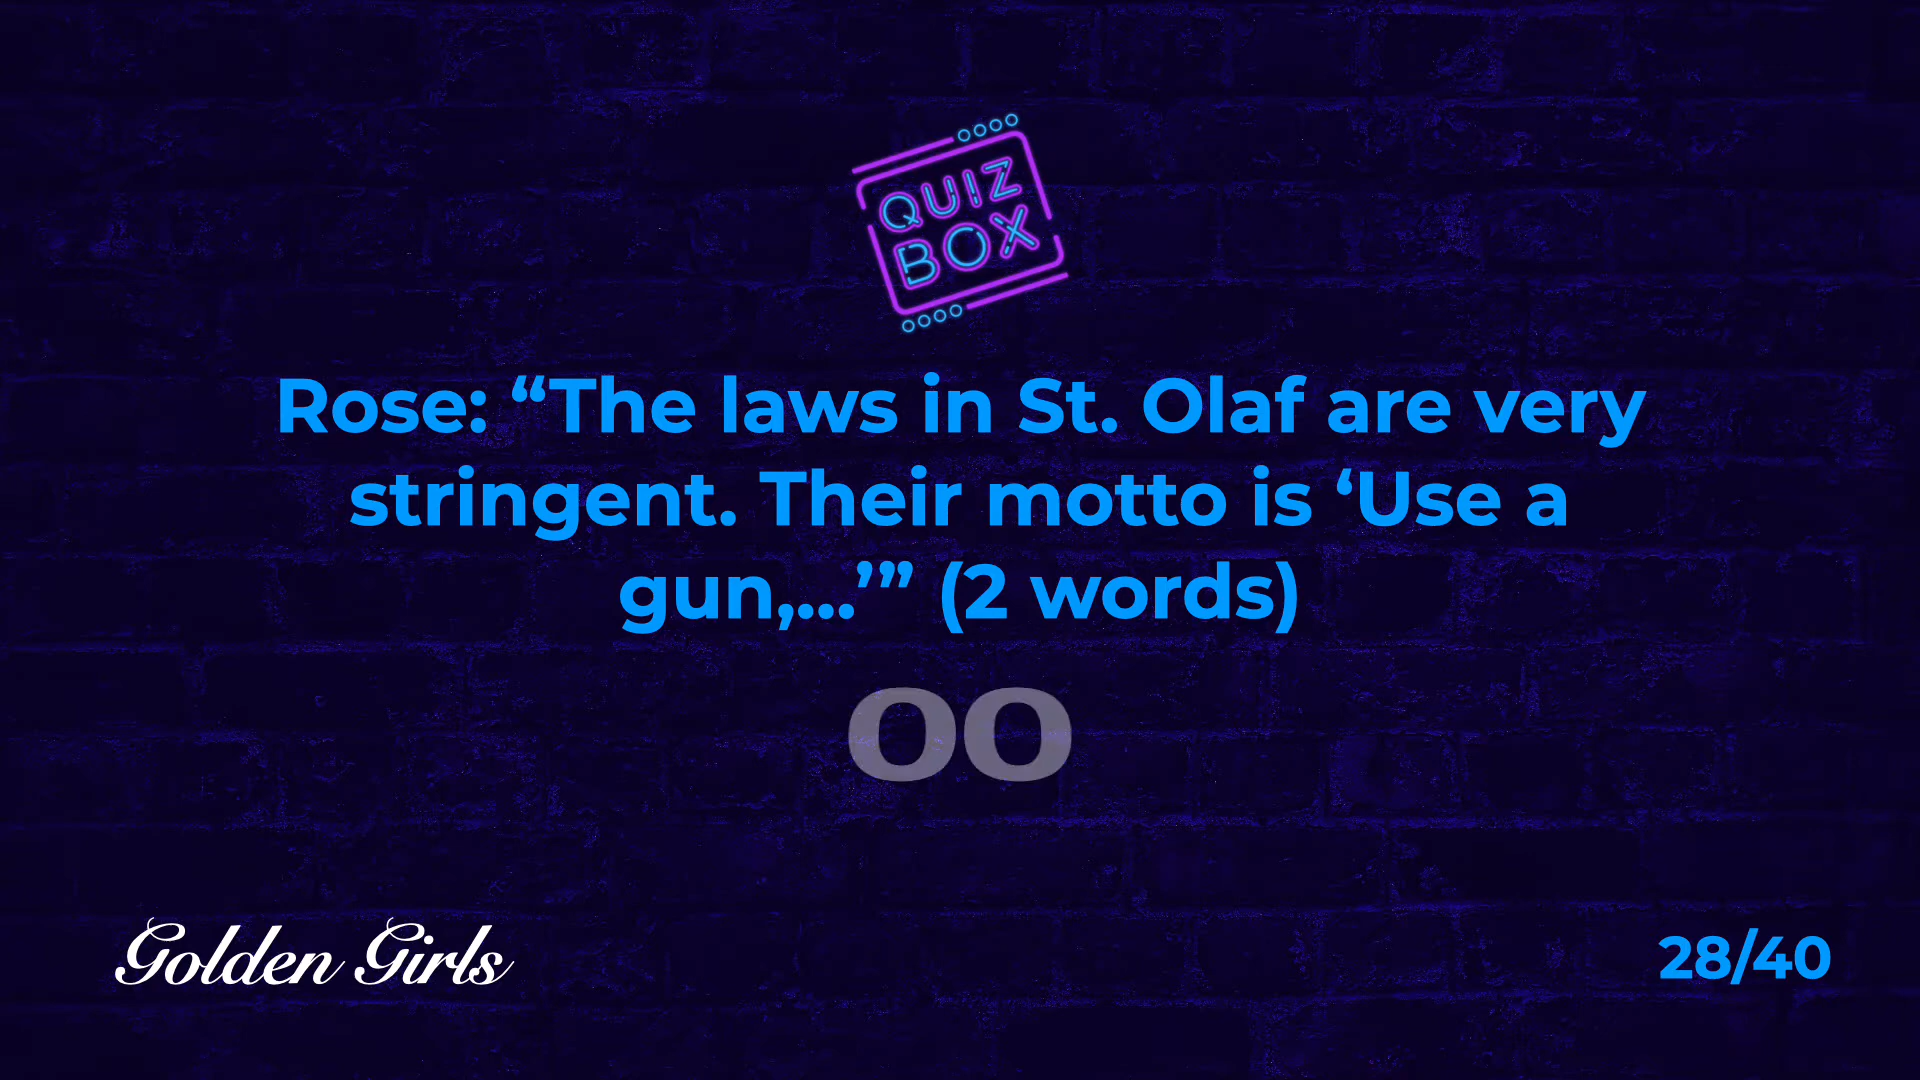 QUIZ
BOX
Rose: “The laws in St. Olaf are very
stringent. Their motto is ‘Use a
gun,...’” (2 words)
00
Golden Girls
28/40